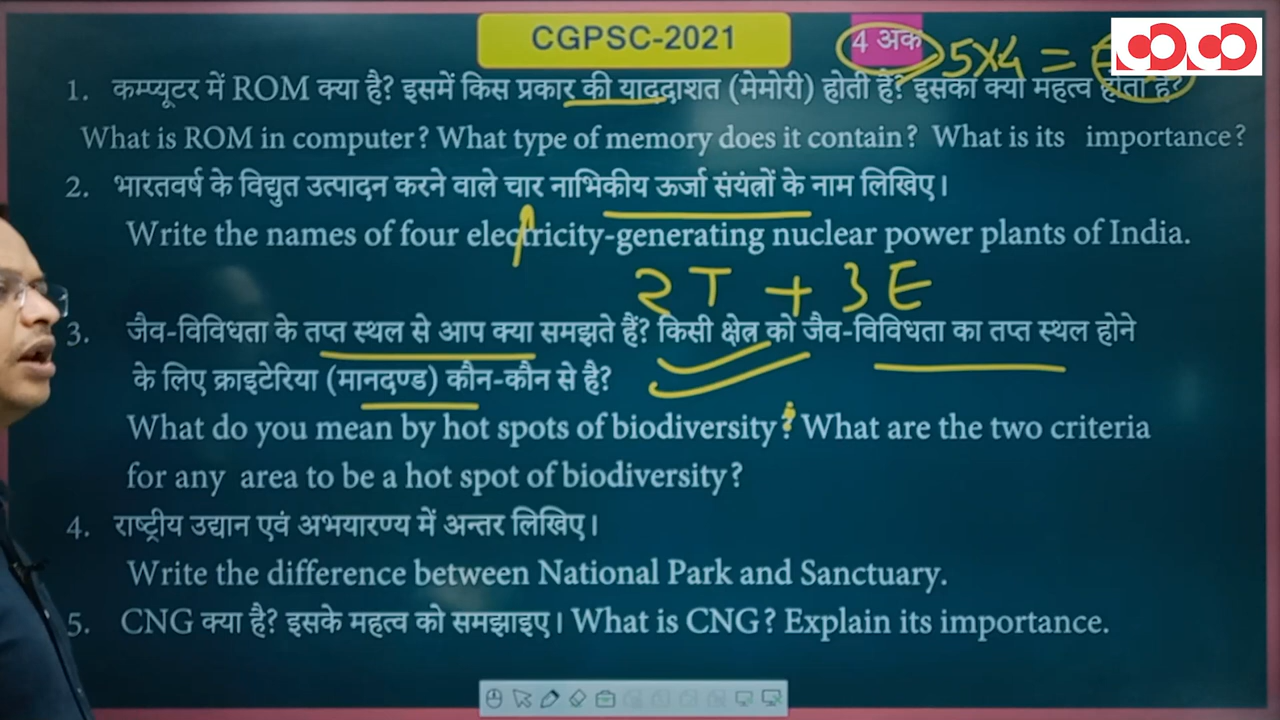 CGPSC-2021
4 अंक 5X4 =
1. कम्प्यूटर में ROM क्या है? इसमें किस प्रकार की याददाशत (मेमोरी) होती है? इसका क्या महत्व होता है?
What is ROM in computer? What type of memory does it contain? What is its importance?
2. भारतवर्ष के विद्युत उत्पादन करने वाले चार नाभिकीय ऊर्जा संयंत्रों के नाम लिखिए।
Write the names of four electricity-generating nuclear power plants of India.
2T + 3E
3. जैव-विविधता के तप्त स्थल से आप क्या समझते हैं? किसी क्षेत्र को जैव-विविधता का तप्त स्थल होने
के लिए क्राइटेरिया (मानदण्ड) कौन-कौन से है?
What do you mean by hot spots of biodiversity? What are the two criteria
for any area to be a hot spot of biodiversity?
4. राष्ट्रीय उद्यान एवं अभयारण्य में अन्तर लिखिए।
Write the difference between National Park and Sanctuary.
5. CNG क्या है? इसके महत्व को समझाइए। What is CNG? Explain its importance.